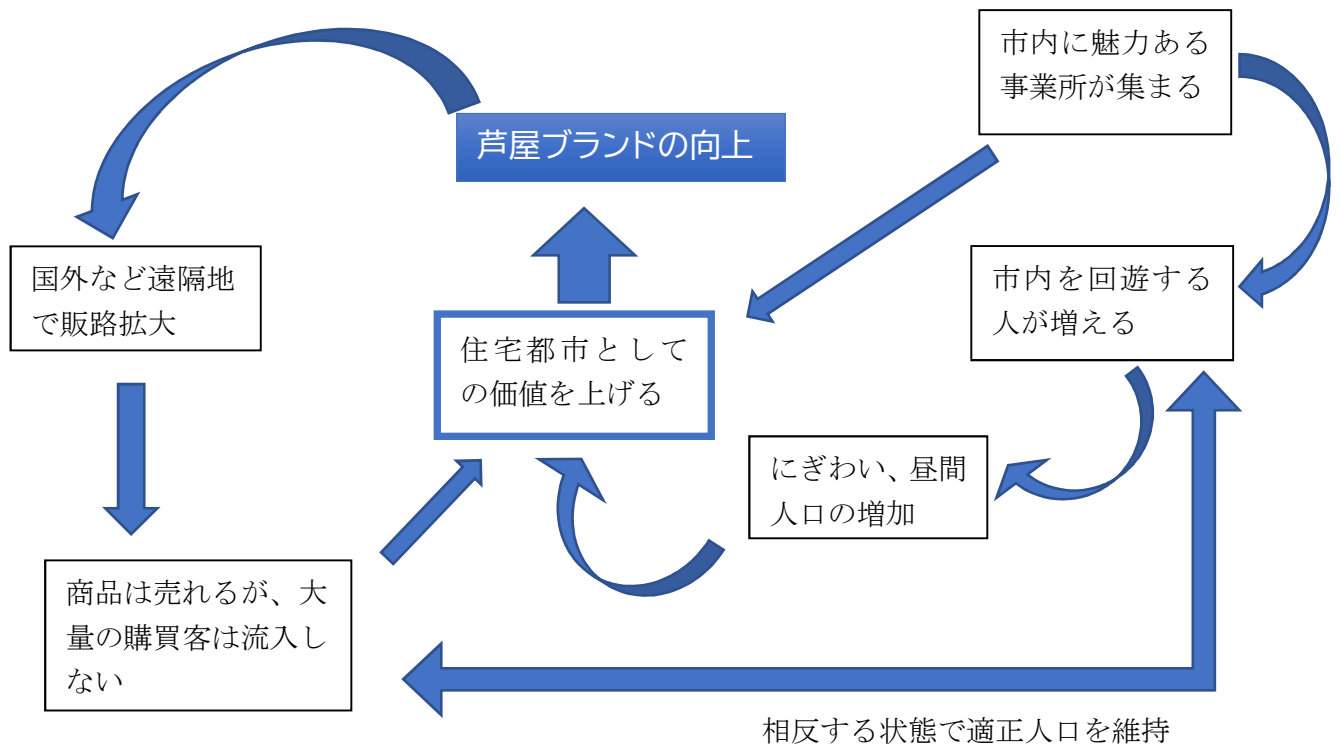 市内に魅力ある
事業所が集まる
芦屋ブランドの向上
国外など遠隔地
で販路拡大
市内を回遊する
人が増える
住宅都市として
の価値を上げる
にぎわい、昼間
人口の増加
商品は売れるが、大
量の購買客は流入し
ない
相反する状態で適正人口を維持